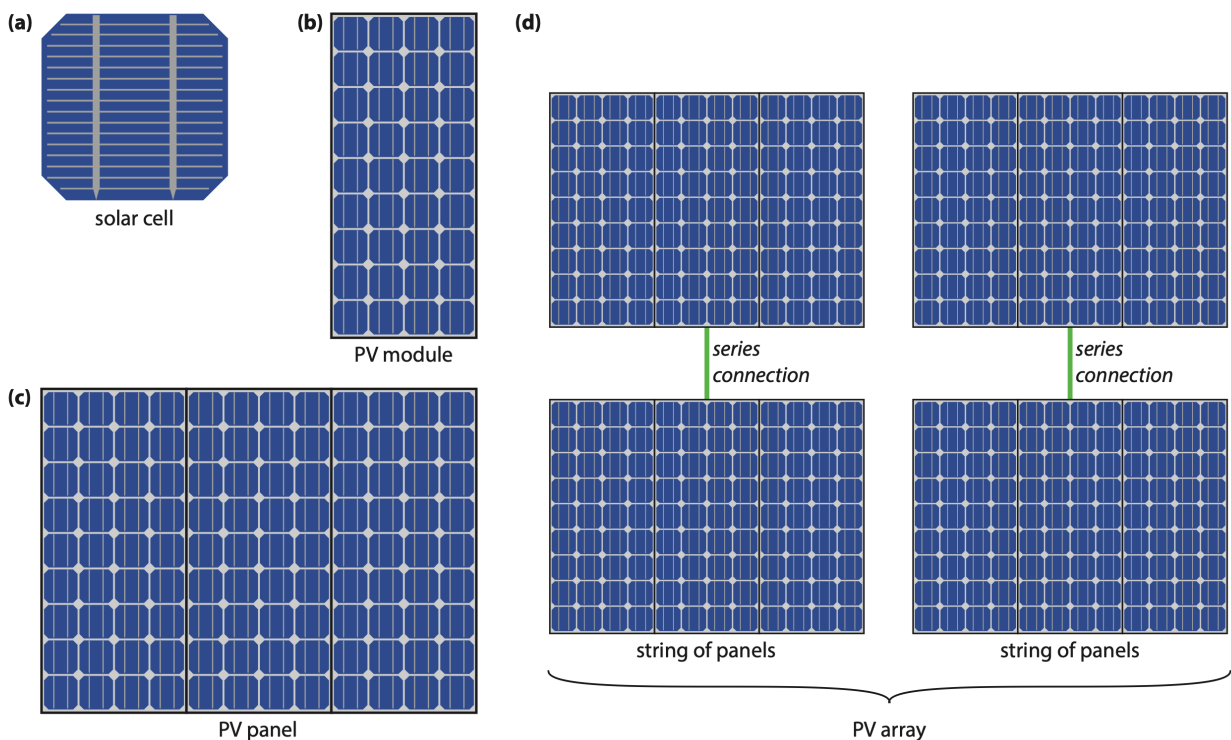 (a)
solar cell
(b)
PV module
(c)
PV panel
(d)
series
connection
series
connection
string of panels
string of panels
PV array